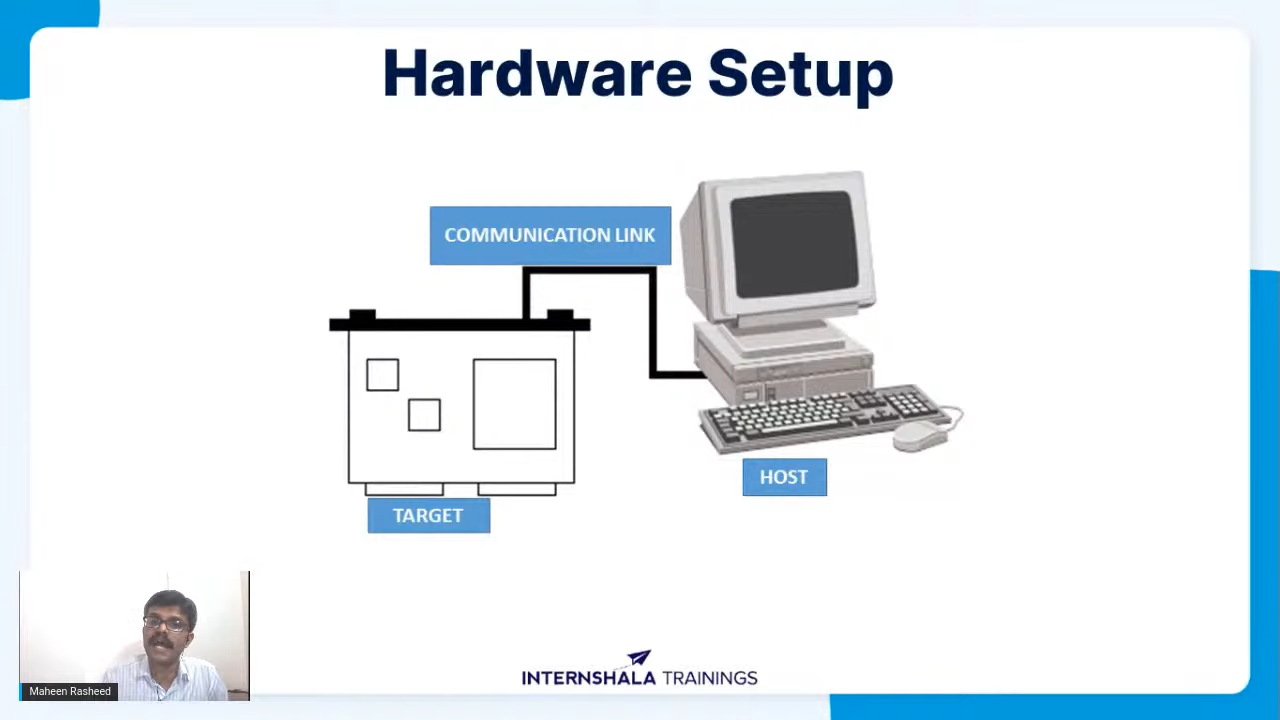 Hardware Setup
COMMUNICATION LINK
HOST
TARGET
Maheen Rasheed
INTERNSHALA TRAININGS